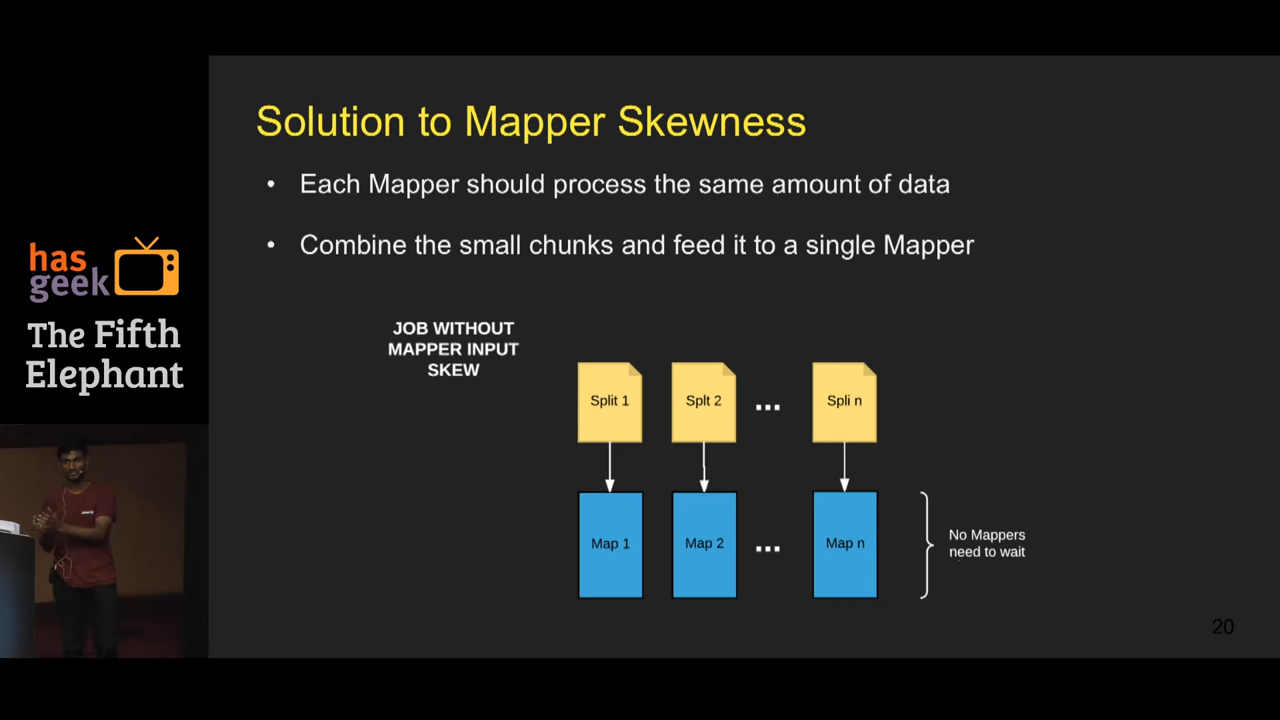 Solution to Mapper Skewness
• Each Mapper should process the same amount of data
• Combine the small chunks and feed it to a single Mapper
has
geek
The Fifth
Elephant
JOB WITHOUT
MAPPER INPUT
SKEW
Split 1
Splt 2
...
Spli n
Map 1
Map 2
...
Map n
No Mappers
need to wait
20